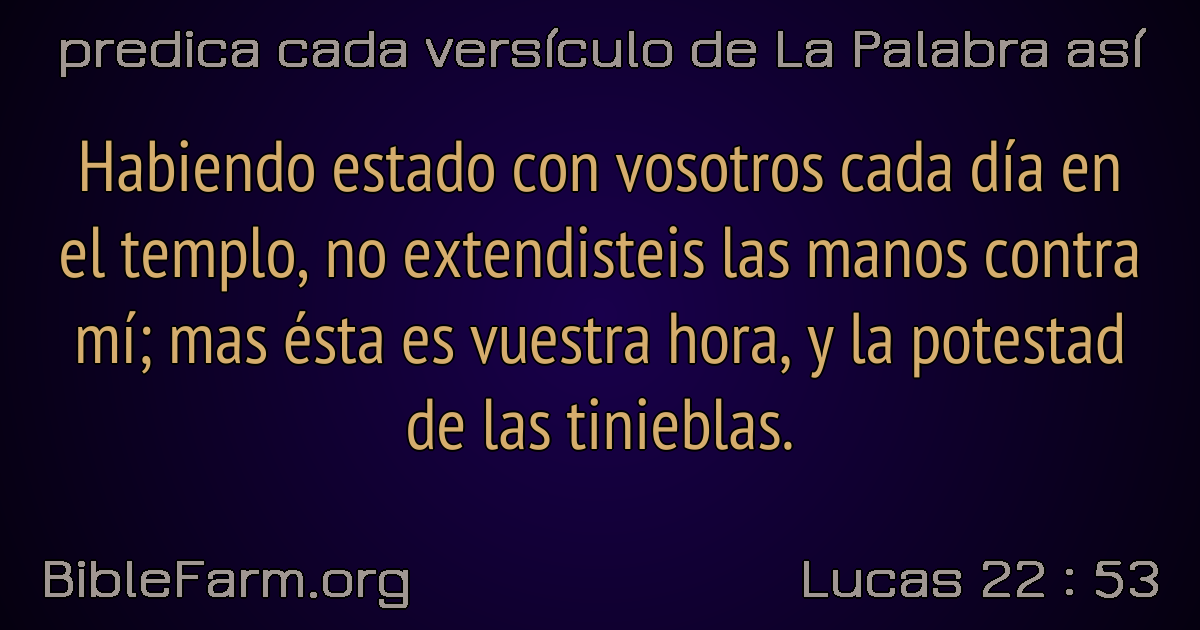 predica cada versículo de La Palabra así
Habiendo estado con vosotros cada día en
el templo, no extendisteis las manos contra
mí; mas ésta es vuestra hora, y la potestad
de las tinieblas.
BibleFarm.org
Lucas 22 : 53